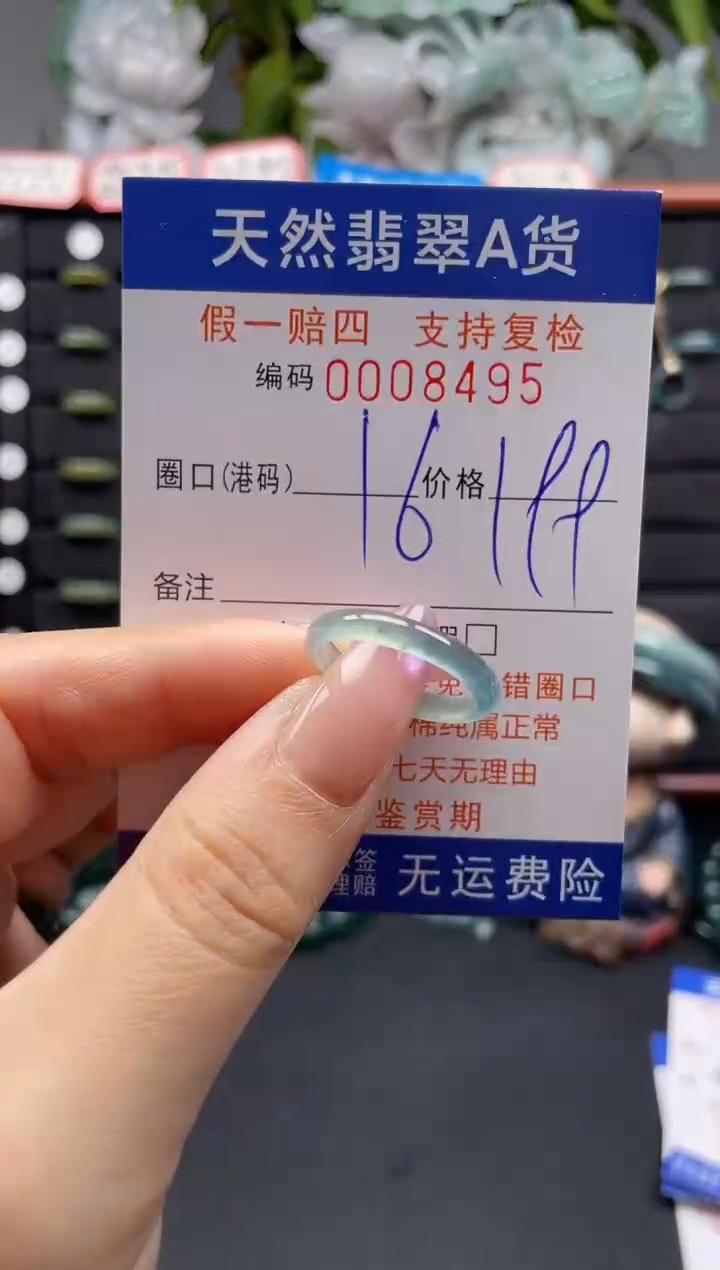 天然翡翠A货
假一赔四 支持复检
编码 0008495
圈口(港码) 16 价格 199
备注
错圈口
棉纯属正常
七天无理由
鉴赏期
无运费险